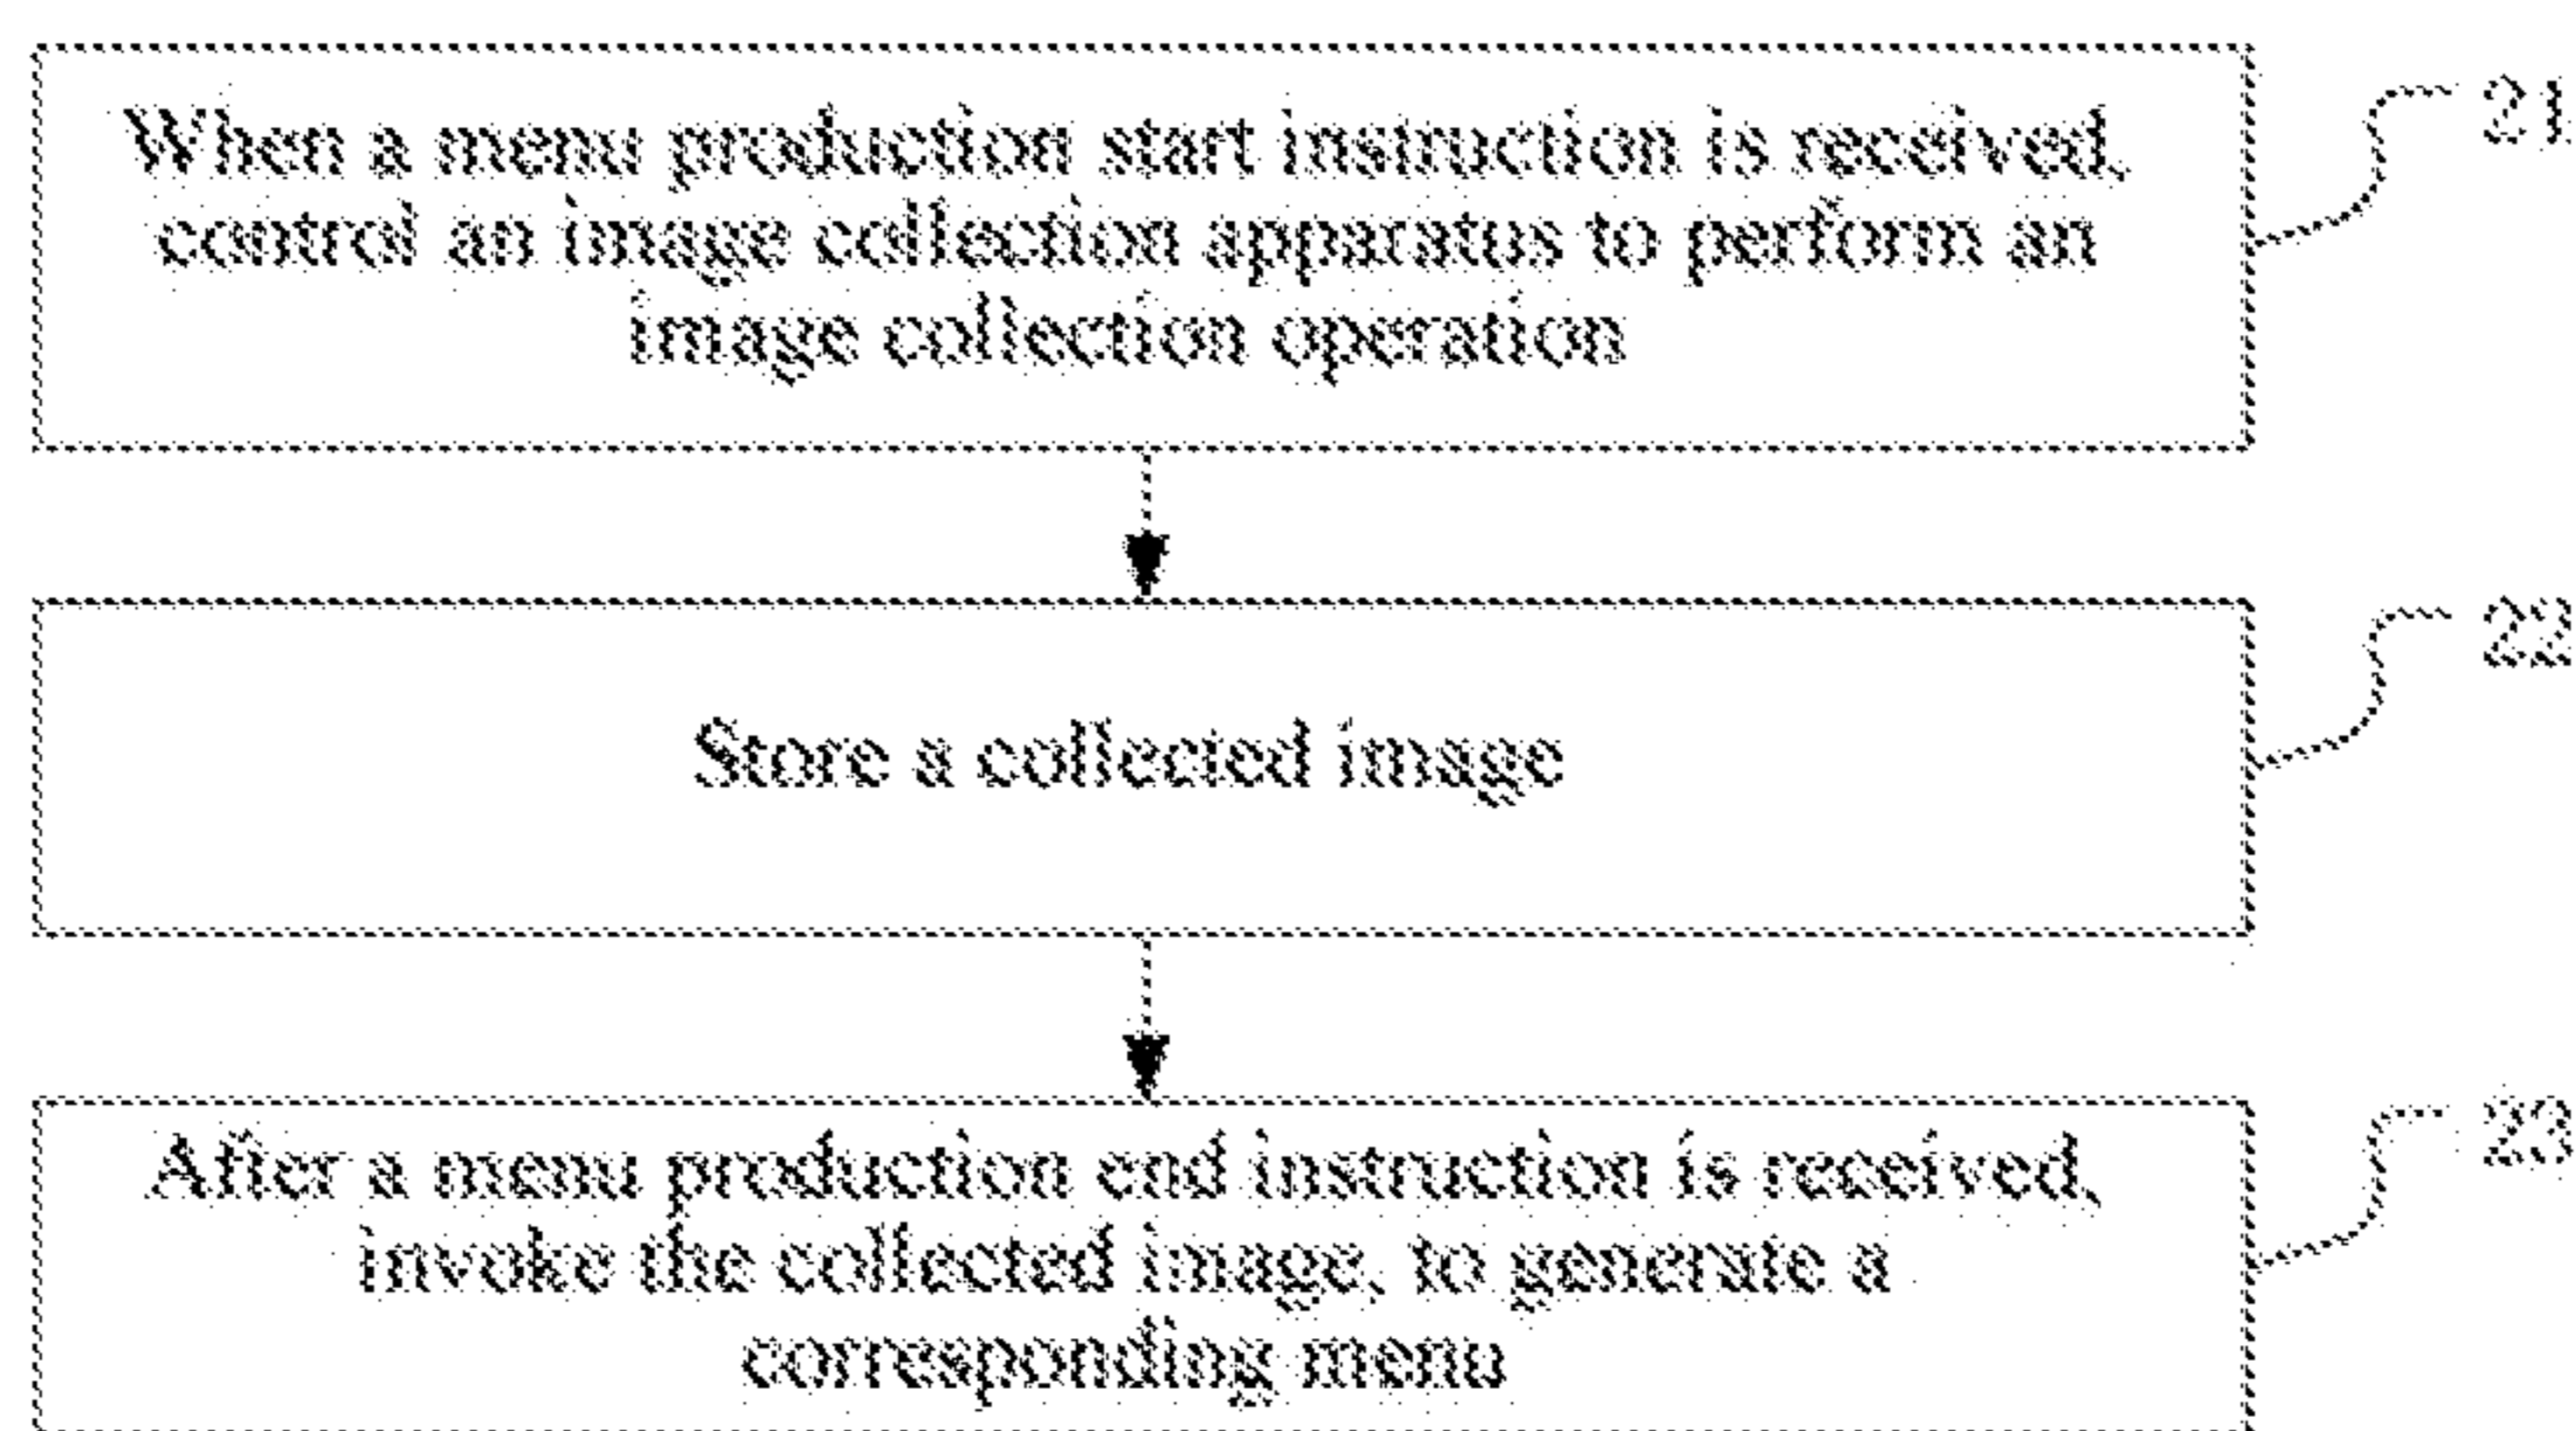 When a menu production start instruction is received,
control an image collection apparatus to perform an
image collection operation
21
Store a collected image
22
After a menu production end instruction is received,
invoke the collected image, to generate a
corresponding menu
23